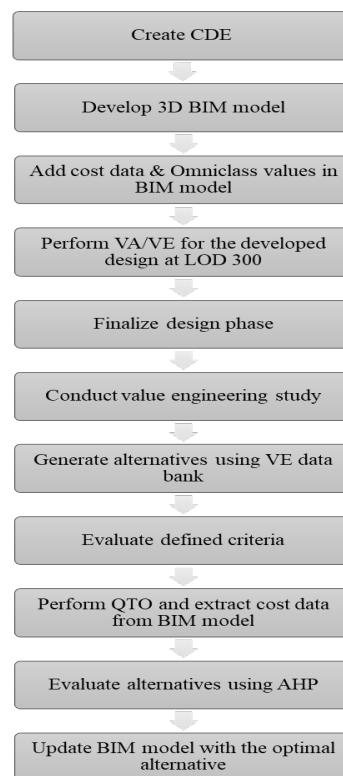 Create CDE
Develop 3D BIM model
Add cost data & Omniclass values in
BIM model
Perform VA/VE for the developed
design at LOD 300
Finalize design phase
Conduct value engineering study
Generate alternatives using VE data
bank
Evaluate defined criteria
Perform QTO and extract cost data
from BIM model
Evaluate alternatives using AHP
Update BIM model with the optimal
alternative